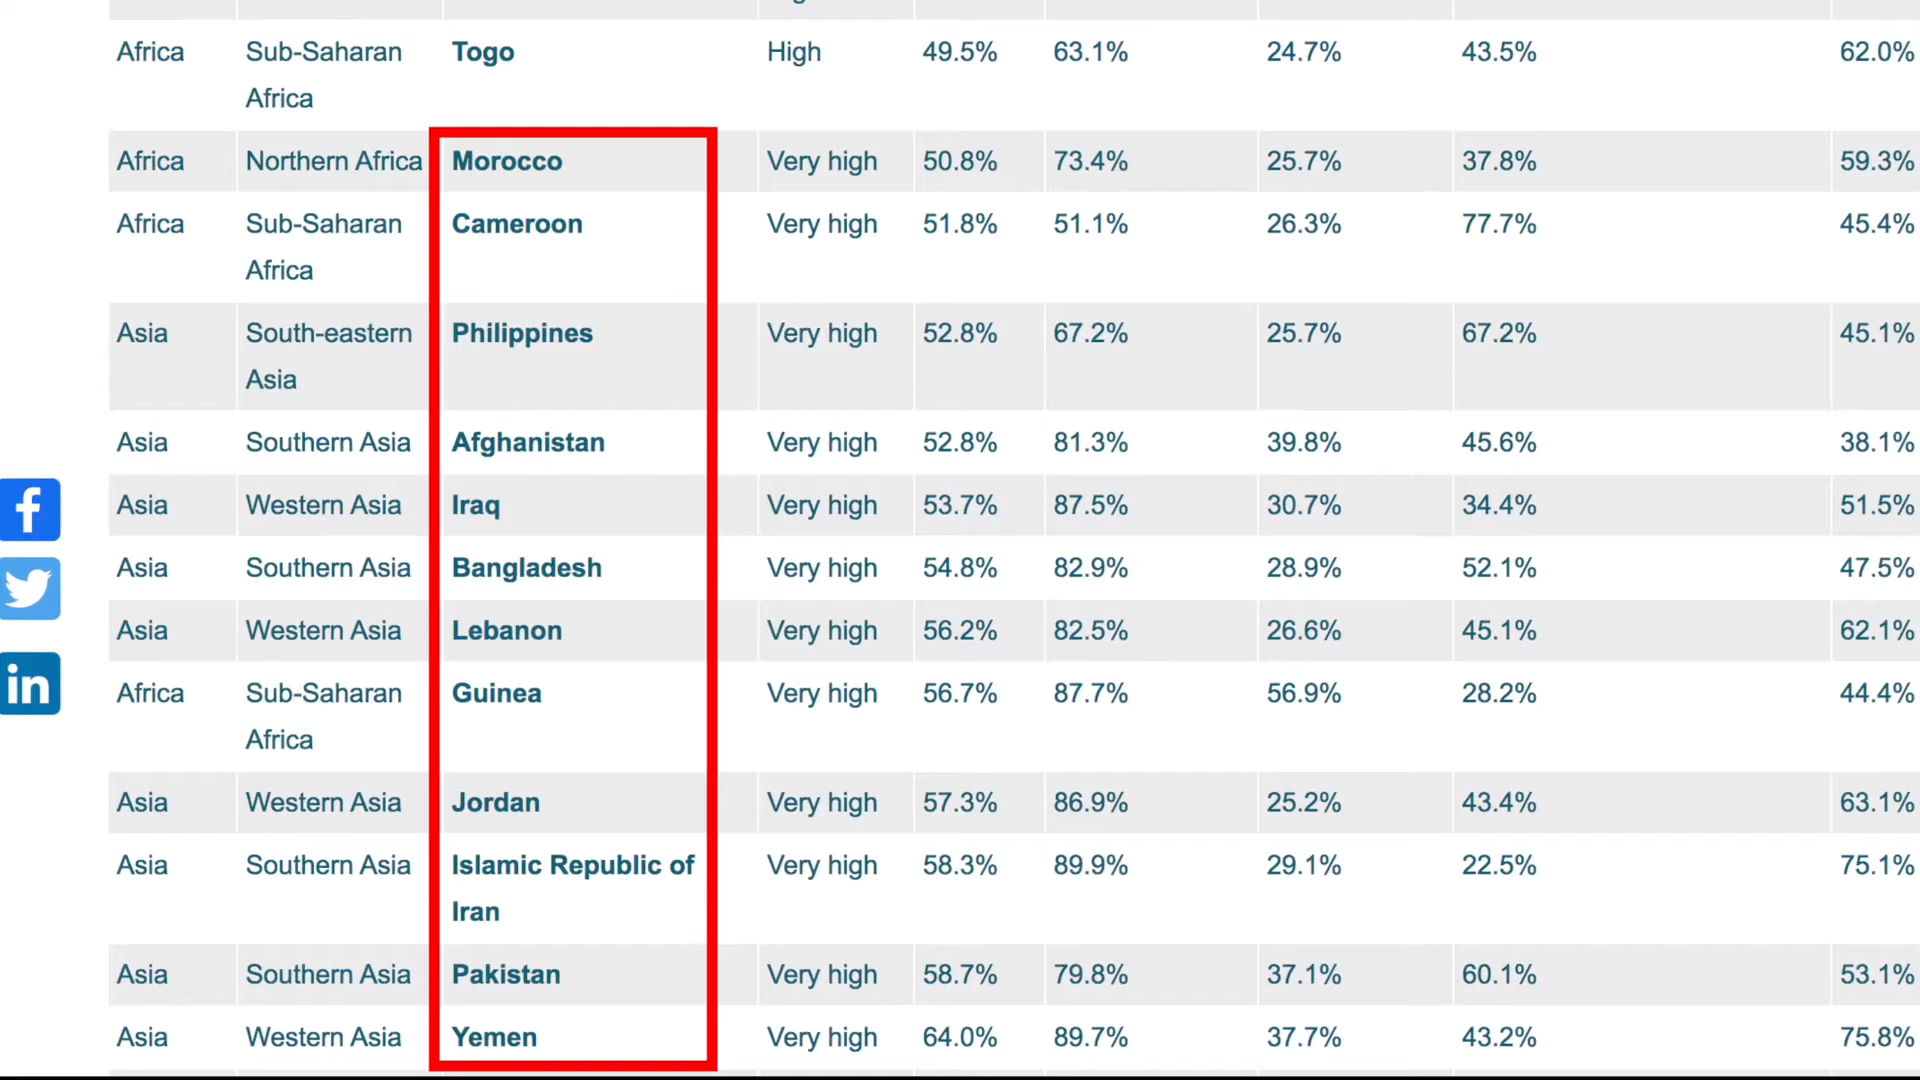 Africa Sub-Saharan Togo High 49.5% 63.1% 24.7% 43.5% 62.0%
Africa
Africa Northern Africa Morocco Very high 50.8% 73.4% 25.7% 37.8% 59.3%
Africa Sub-Saharan Cameroon Very high 51.8% 51.1% 26.3% 77.7% 45.4%
Africa
Asia South-eastern Philippines Very high 52.8% 67.2% 25.7% 67.2% 45.1%
Asia
Asia Southern Asia Afghanistan Very high 52.8% 81.3% 39.8% 45.6% 38.1%
Asia Western Asia Iraq Very high 53.7% 87.5% 30.7% 34.4% 51.5%
Asia Southern Asia Bangladesh Very high 54.8% 82.9% 28.9% 52.1% 47.5%
Asia Western Asia Lebanon Very high 56.2% 82.5% 26.6% 45.1% 62.1%
Africa Sub-Saharan Guinea Very high 56.7% 87.7% 56.9% 28.2% 44.4%
Africa
Asia Western Asia Jordan Very high 57.3% 86.9% 25.2% 43.4% 63.1%
Asia Southern Asia Islamic Republic of Very high 58.3% 89.9% 29.1% 22.5% 75.1%
Iran
Asia Southern Asia Pakistan Very high 58.7% 79.8% 37.1% 60.1% 53.1%
Asia Western Asia Yemen Very high 64.0% 89.7% 37.7% 43.2% 75.8%
f
in